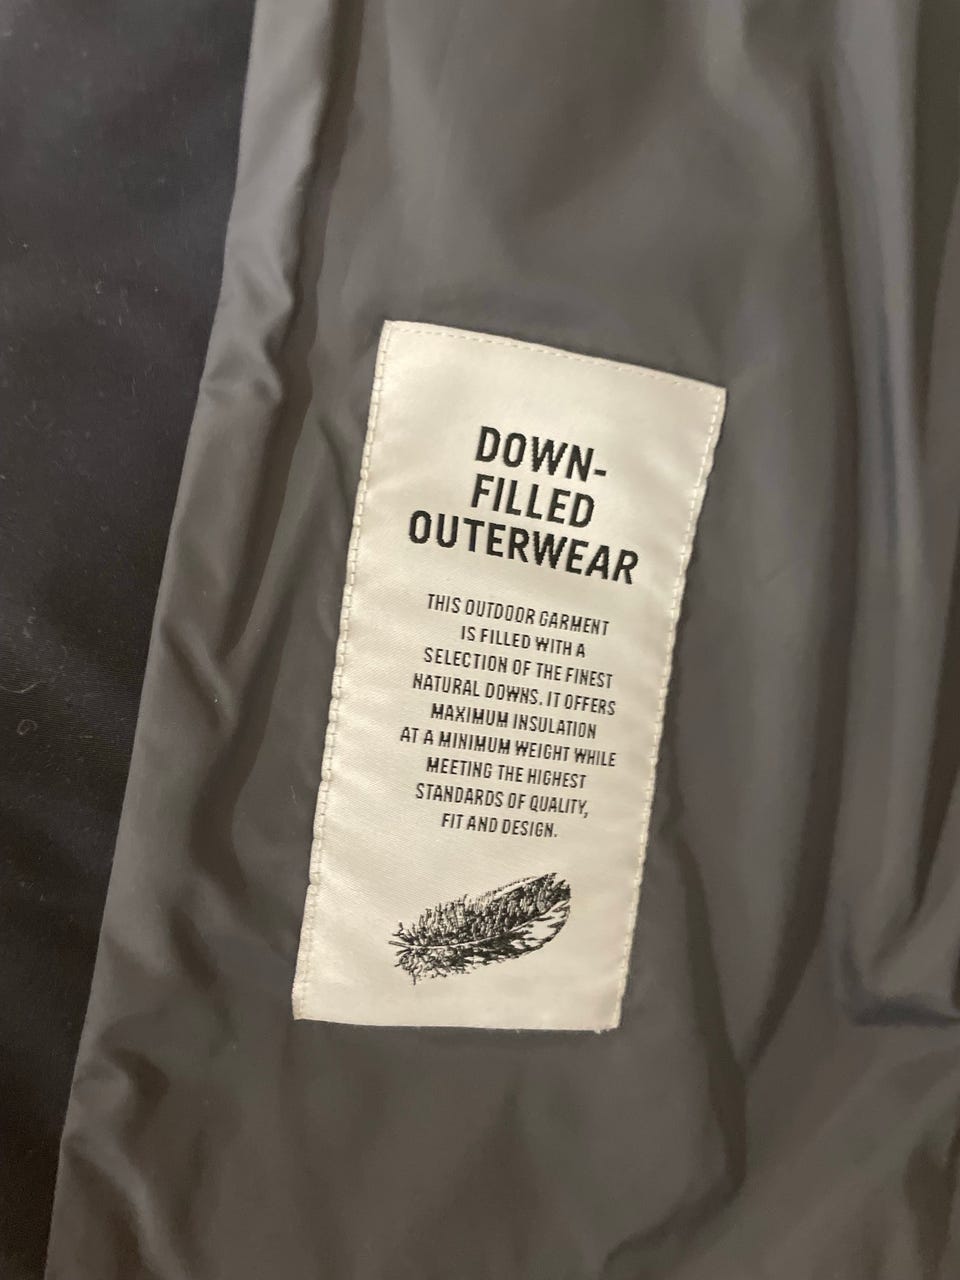 DOWN-
FILLED
OUTERWEAR
THIS OUTDOOR GARMENT
IS FILLED WITH A
SELECTION OF THE FINEST
NATURAL DOWNS. IT OFFERS
MAXIMUM INSULATION
AT A MINIMUM WEIGHT WHILE
MEETING THE HIGHEST
STANDARDS OF QUALITY,
FIT AND DESIGN.